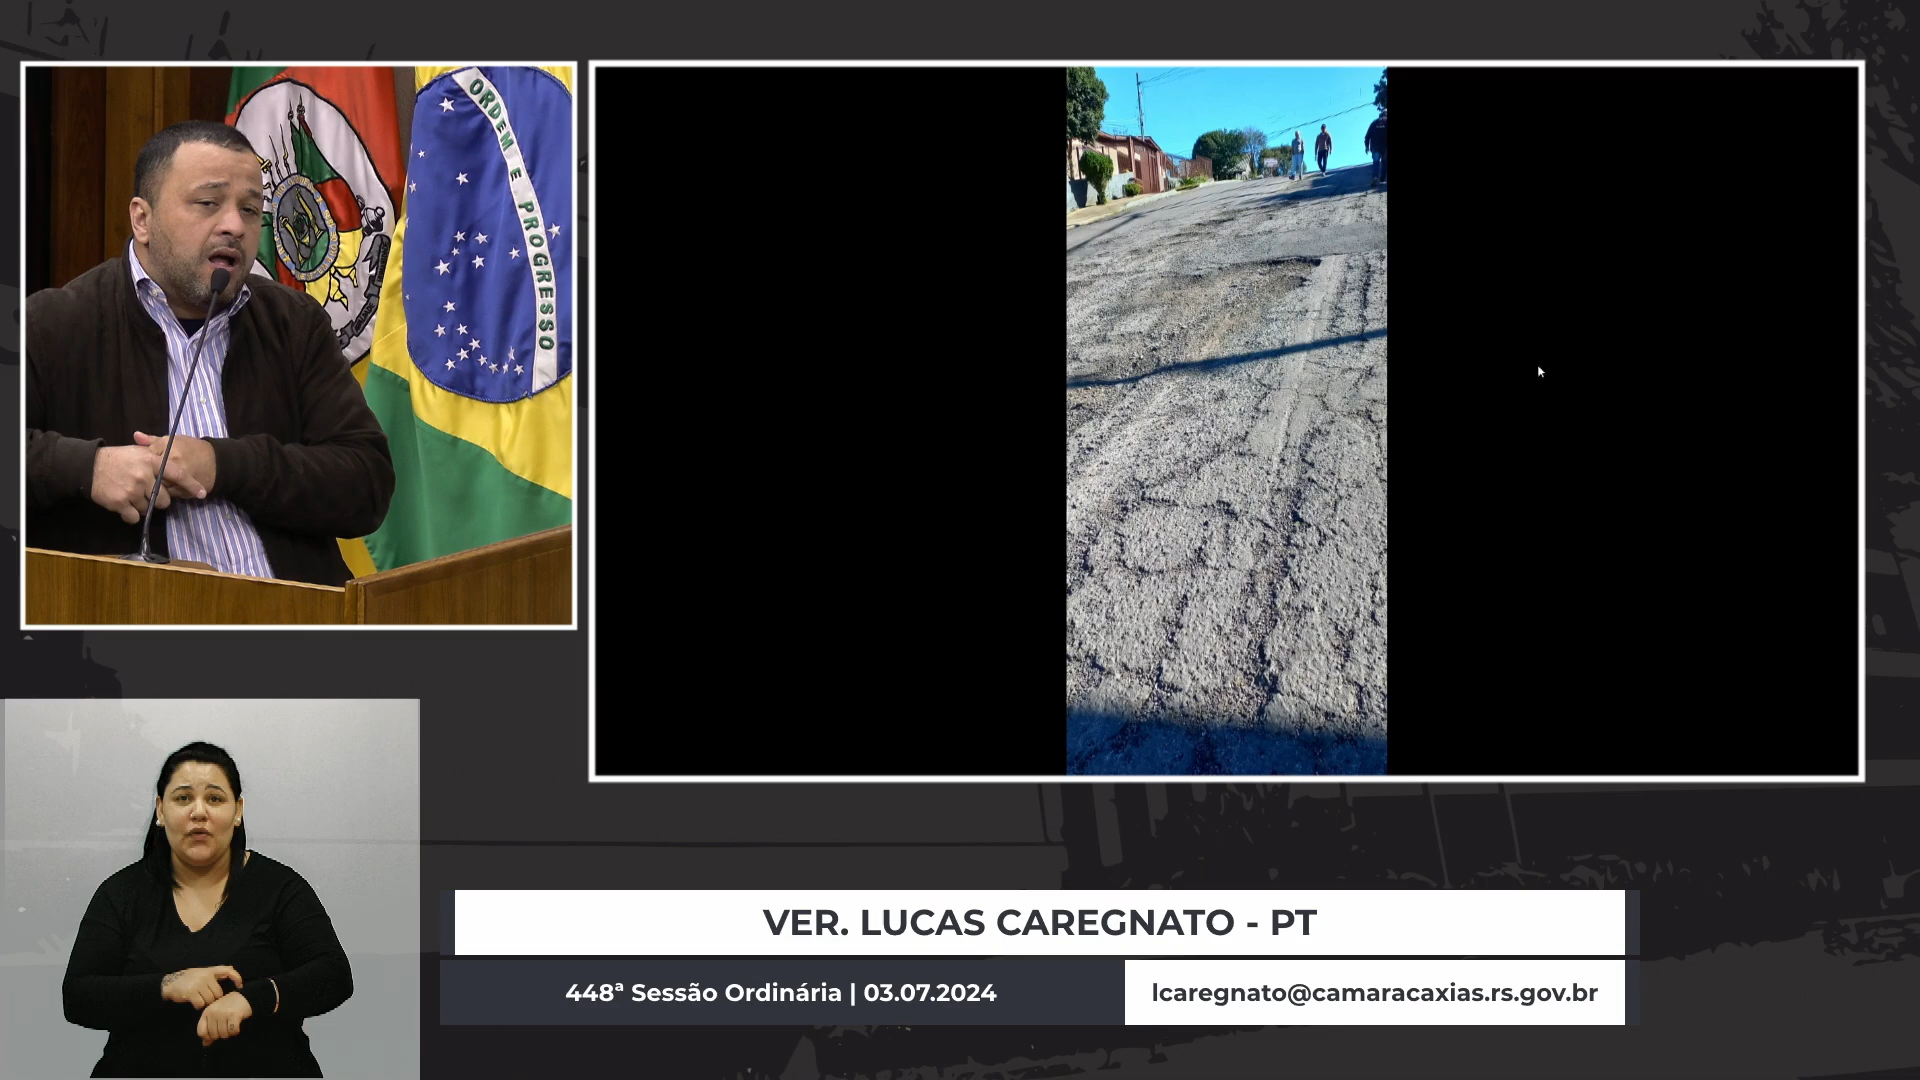 ORDEM E PROGRESSO
VER. LUCAS CAREGNATO - PT
448ª Sessão Ordinária | 03.07.2024
lcaregnato@camaracaxias.rs.gov.br